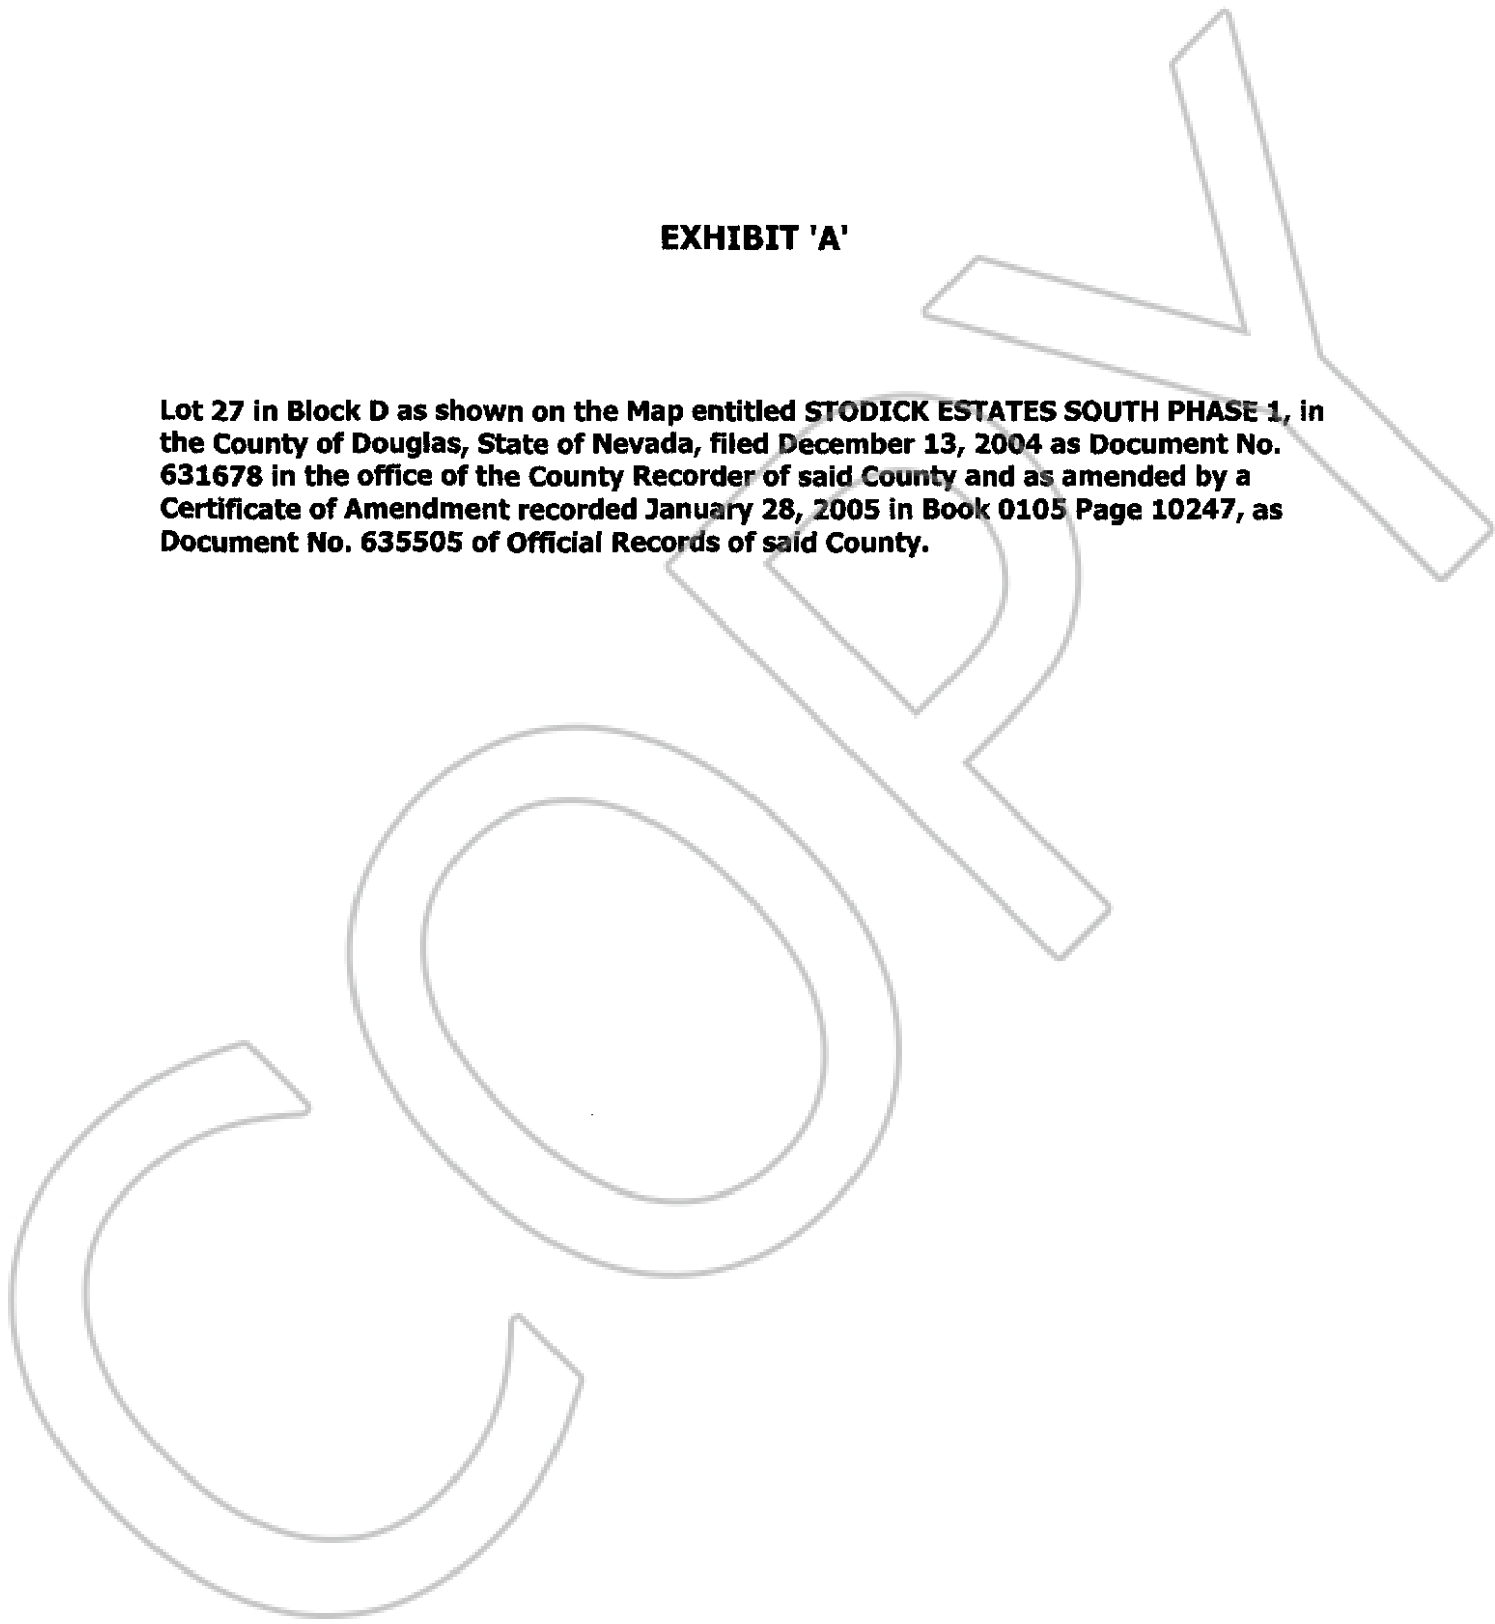 EXHIBIT 'A'
Lot 27 in Block D as shown on the Map entitled STODICK ESTATES SOUTH PHASE 1, in
the County of Douglas, State of Nevada, filed December 13, 2004 as Document No.
631678 in the office of the County Recorder of said County and as amended by a
Certificate of Amendment recorded January 28, 2005 in Book 0105 Page 10247, as
Document No. 635505 of Official Records of said County.
COPY